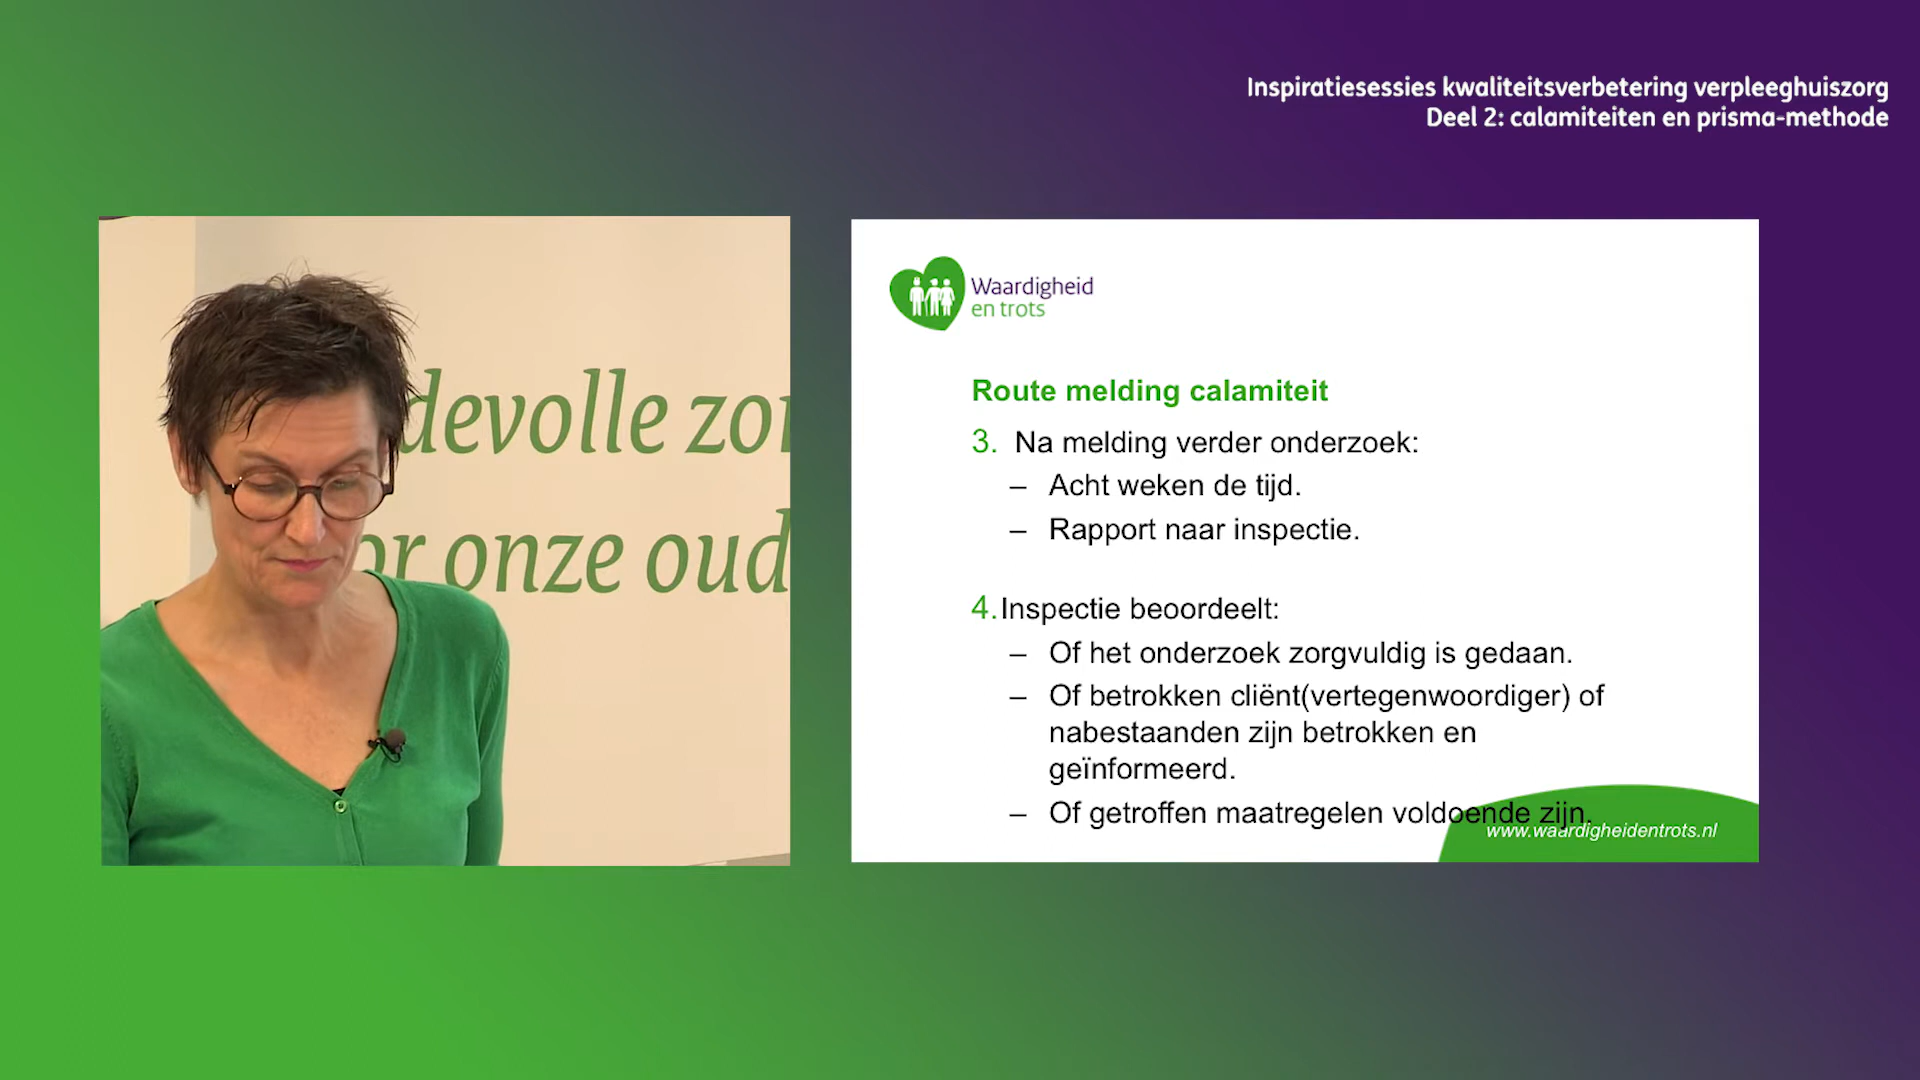 Inspiratiesessies kwaliteitsverbetering verpleeghuiszorg
Deel 2: calamiteiten en prisma-methode
devolle zor
or onze oud
Waardigheid
en trots
Route melding calamiteit
3. Na melding verder onderzoek:
– Acht weken de tijd.
– Rapport naar inspectie.
4. Inspectie beoordeelt:
– Of het onderzoek zorgvuldig is gedaan.
– Of betrokken cliënt(vertegenwoordiger) of
nabestaanden zijn betrokken en
geïnformeerd.
– Of getroffen maatregelen voldoende zijn.
www.waardigheidentrots.nl